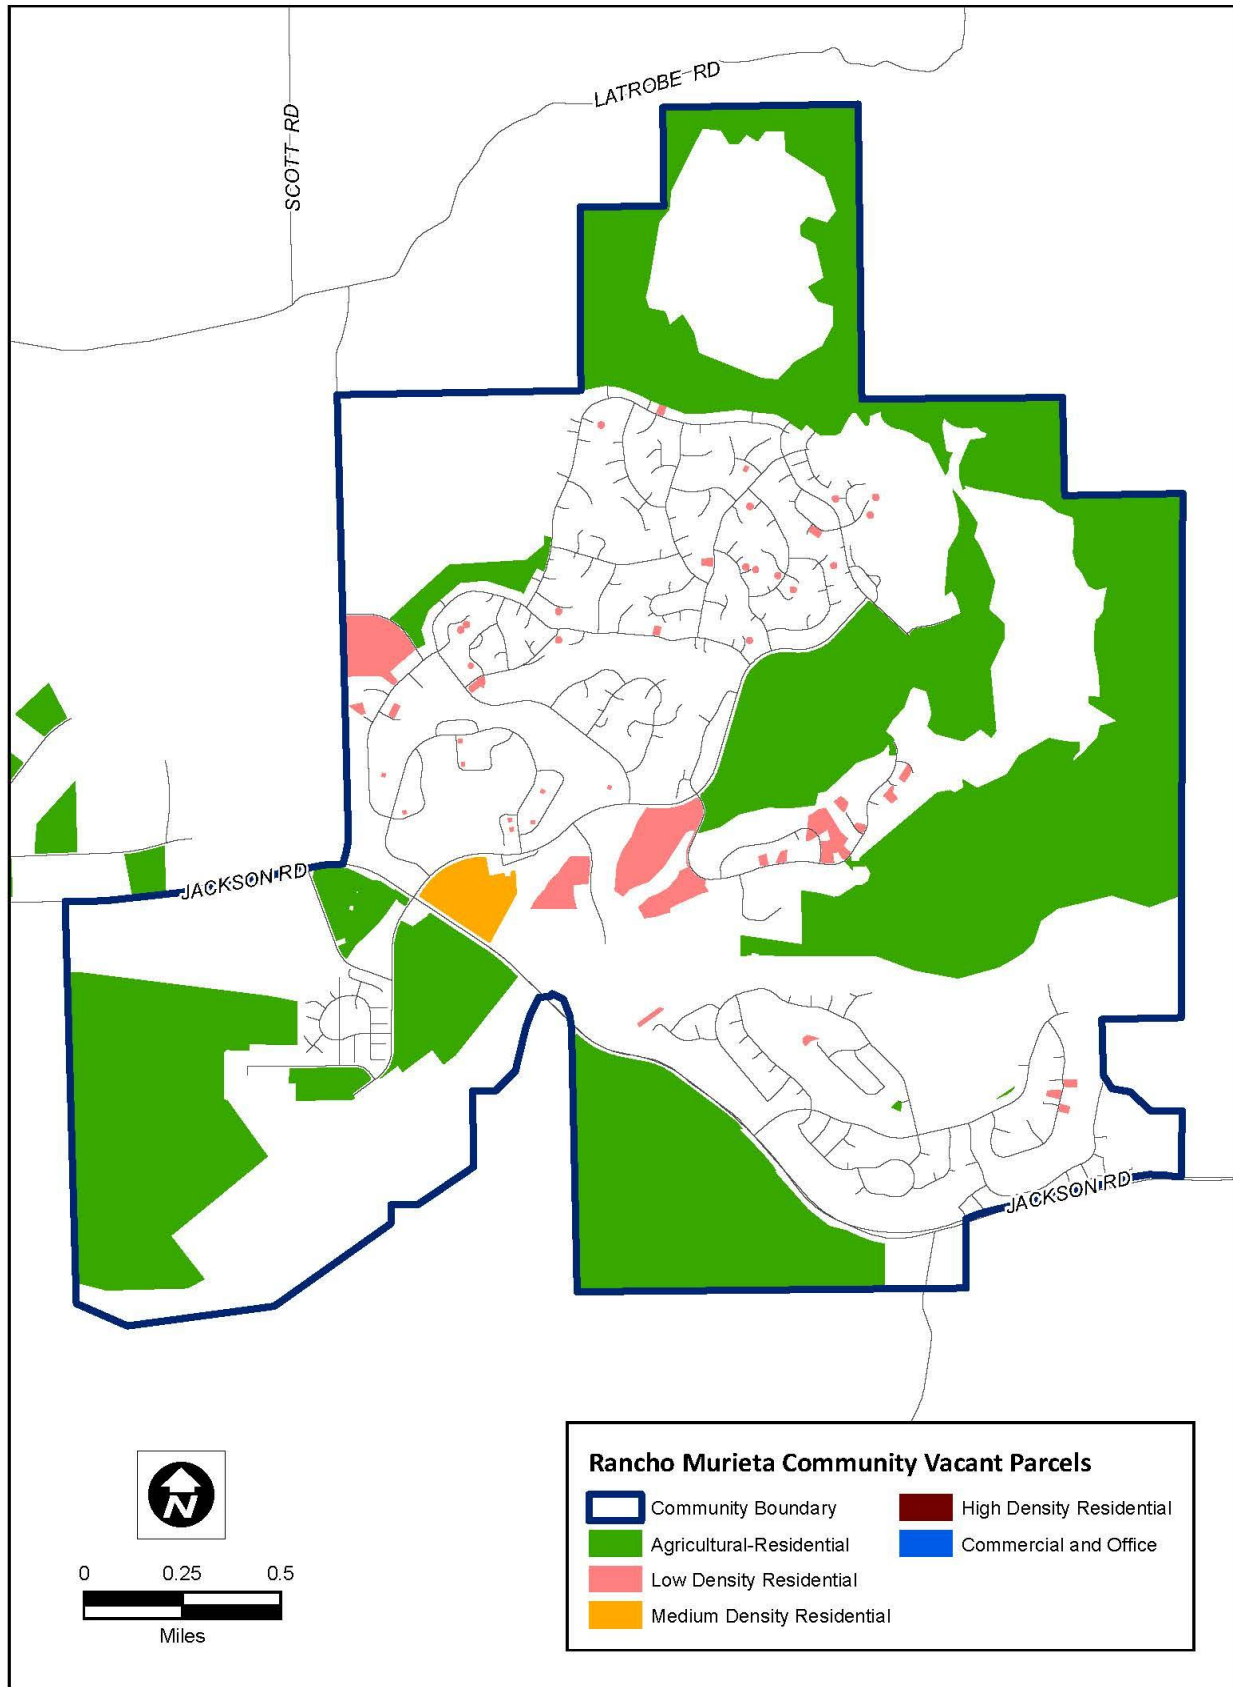 LATROBE RD
SCOTT RD
JACKSON RD
JACKSON RD
N
0 0.25 0.5
Miles
Rancho Murieta Community Vacant Parcels
Community Boundary
Agricultural-Residential
Low Density Residential
Medium Density Residential
High Density Residential
Commercial and Office